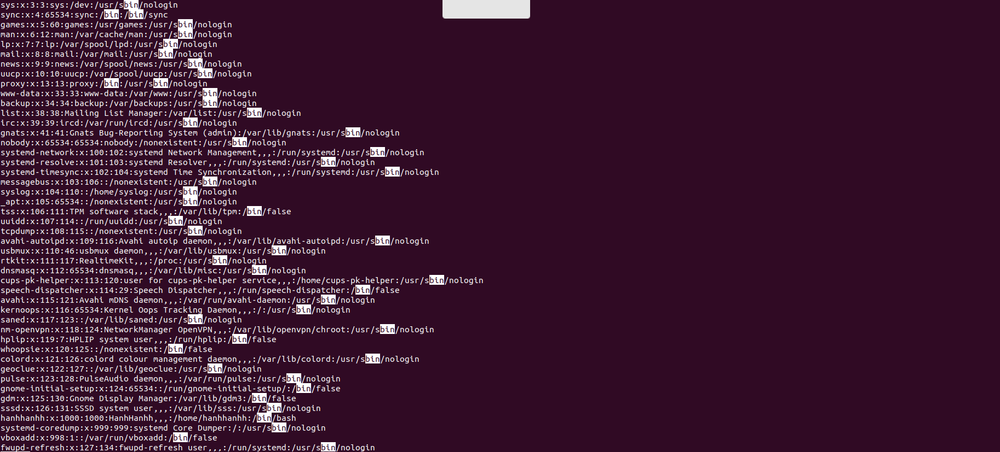 sys:x:3:3:sys:/dev:/usr/sbin/nologin
sync:x:4:65534:sync:/bin:/bin/sync
games:x:5:60:games:/usr/games:/usr/sbin/nologin
man:x:6:12:man:/var/cache/man:/usr/sbin/nologin
lp:x:7:7:lp:/var/spool/lpd:/usr/sbin/nologin
mail:x:8:8:mail:/var/mail:/usr/sbin/nologin
news:x:9:9:news:/var/spool/news:/usr/sbin/nologin
uucp:x:10:10:uucp:/var/spool/uucp:/usr/sbin/nologin
proxy:x:13:13:proxy:/bin:/usr/sbin/nologin
www-data:x:33:33:www-data:/var/www:/usr/sbin/nologin
backup:x:34:34:backup:/var/backups:/usr/sbin/nologin
list:x:38:38:Mailing List Manager:/var/list:/usr/sbin/nologin
irc:x:39:39:ircd:/var/run/ircd:/usr/sbin/nologin
gnats:x:41:41:Gnats Bug-Reporting System (admin):/var/lib/gnats:/usr/sbin/nologin
nobody:x:65534:65534:nobody:/nonexistent:/usr/sbin/nologin
systemd-network:x:100:102:systemd Network Management,,,:/run/systemd:/usr/sbin/nologin
systemd-resolve:x:101:103:systemd Resolver,,,:/run/systemd:/usr/sbin/nologin
systemd-timesync:x:102:104:systemd Time Synchronization,,,:/run/systemd:/usr/sbin/nologin
messagebus:x:103:106::/nonexistent:/usr/sbin/nologin
syslog:x:104:110::/home/syslog:/usr/sbin/nologin
_apt:x:105:65534::/nonexistent:/usr/sbin/nologin
tss:x:106:111:TPM software stack,,,:/var/lib/tpm:/bin/false
uuidd:x:107:114::/run/uuidd:/usr/sbin/nologin
tcpdump:x:108:115::/nonexistent:/usr/sbin/nologin
avahi-autoipd:x:109:116:Avahi autoip daemon,,,:/var/lib/avahi-autoipd:/usr/sbin/nologin
usbmux:x:110:46:usbmux daemon,,,:/var/lib/usbmux:/usr/sbin/nologin
rtkit:x:111:117:RealtimeKit,,,:/proc:/usr/sbin/nologin
dnsmasq:x:112:65534:dnsmasq,,,:/var/lib/misc:/usr/sbin/nologin
cups-pk-helper:x:113:120:user for cups-pk-helper service,,,:/home/cups-pk-helper:/usr/sbin/nologin
speech-dispatcher:x:114:29:Speech Dispatcher,,,:/run/speech-dispatcher:/bin/false
avahi:x:115:121:Avahi mDNS daemon,,,:/var/run/avahi-daemon:/usr/sbin/nologin
kernoops:x:116:65534:Kernel Oops Tracking Daemon,,,:/:/usr/sbin/nologin
saned:x:117:123::/var/lib/saned:/usr/sbin/nologin
nm-openvpn:x:118:124:NetworkManager OpenVPN,,,:/var/lib/openvpn/chroot:/usr/sbin/nologin
hplip:x:119:7:HPLIP system user,,,:/run/hplip:/bin/false
whoopsie:x:120:125::/nonexistent:/bin/false
colord:x:121:126:colord colour management daemon,,,:/var/lib/colord:/usr/sbin/nologin
geoclue:x:122:127::/var/lib/geoclue:/usr/sbin/nologin
pulse:x:123:128:PulseAudio daemon,,,:/var/run/pulse:/usr/sbin/nologin
gnome-initial-setup:x:124:65534::/run/gnome-initial-setup/:/bin/false
gdm:x:125:130:Gnome Display Manager:/var/lib/gdm3:/bin/false
sssd:x:126:131:SSSD system user,,,:/var/lib/sss:/usr/sbin/nologin
hanhhanhh:x:1000:1000:HanhHanhh,,,:/home/hanhhanhh:/bin/bash
systemd-coredump:x:999:999:systemd Core Dumper:/:/usr/sbin/nologin
vboxadd:x:998:1::/var/run/vboxadd:/bin/false
fwupd-refresh:x:127:134:fwupd-refresh user,,,:/run/systemd:/usr/sbin/nologin